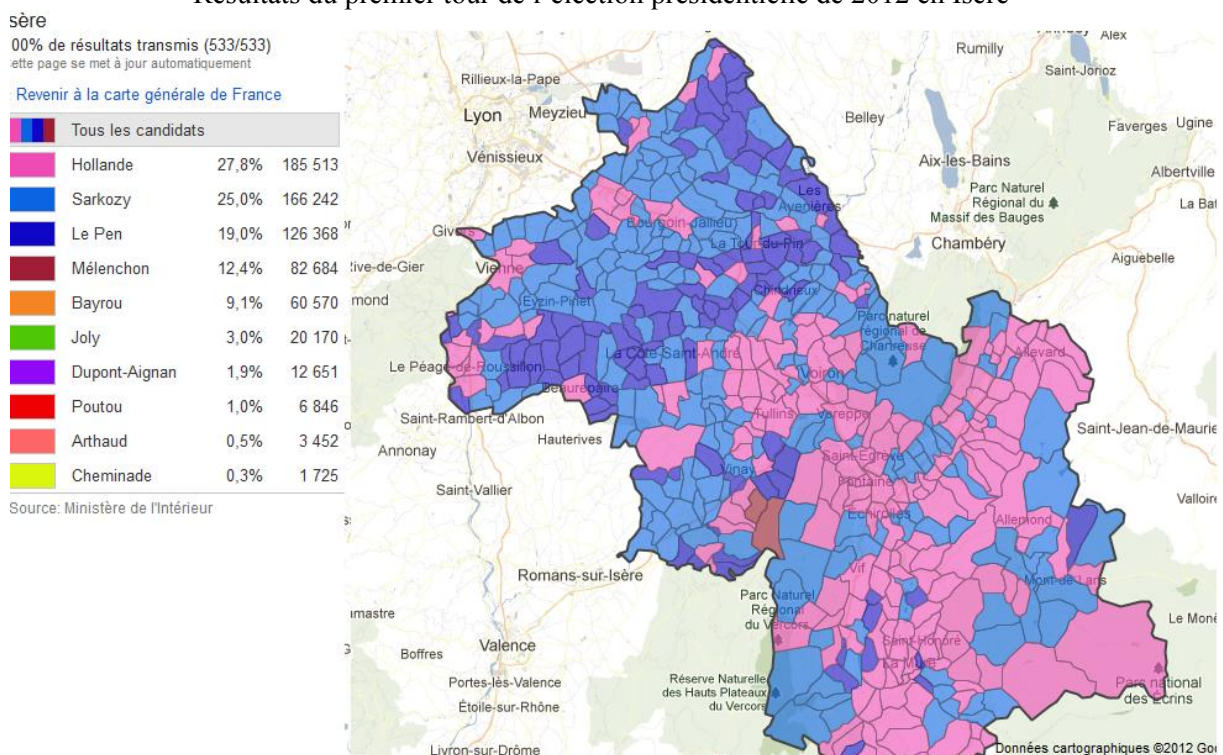 Résultats du premier tour de l'élection présidentielle de 2012 en Isère
sère
00% de résultats transmis (533/533)
ette page se met à jour automatiquement
Revenir à la carte générale de France
Tous les candidats
Hollande 27,8% 185 513
Sarkozy 25,0% 166 242
Le Pen 19,0% 126 368
Mélenchon 12,4% 82 684
Bayrou 9,1% 60 570
Joly 3,0% 20 170
Dupont-Aignan 1,9% 12 651
Poutou 1,0% 6 846
Arthaud 0,5% 3 452
Cheminade 0,3% 1 725
Source: Ministère de l'Intérieur
Rumilly
Alex
Saint-Jorioz
Rillieux-la-Pape
Lyon
Meyzieu
Belley
Faverges
Ugine
Vénissieux
Aix-les-Bains
Albertville
Parc Naturel
Régional du
Massif des Bauges
La Bat
Les
Avenières
Bourgoin-Jallieu
Givors
La Tour-du-Pin
Chambéry
Rive-de-Gier
Vienne
Aiguebelle
mond
Eyzin-Pinet
Chindrieux
Parc naturel
régional de
Chartreuse
Le Péage-de-Roussillon
La Côte-Saint-André
Allevard
Voiron
Beaurepaire
Saint-Rambert-d'Albon
Tullins
Voreppe
Annonay
Hauterives
Saint-Jean-de-Maurie
Saint-Égrève
Vinay
Fontaine
Saint-Vallier
Valloire
Échirolles
Allemond
Romans-sur-Isère
Vif
Mont-de-Lans
Parc Naturel
Régional
du Vercors
amastre
Le Monê
Saint-Honoré
Boffres
Valence
La Mure
Portes-lès-Valence
Réserve Naturelle
des Hauts Plateaux
du Vercors
Parc national
des Écrins
Étoile-sur-Rhône
Livron-sur-Drôme
Données cartographiques ©2012 Goo